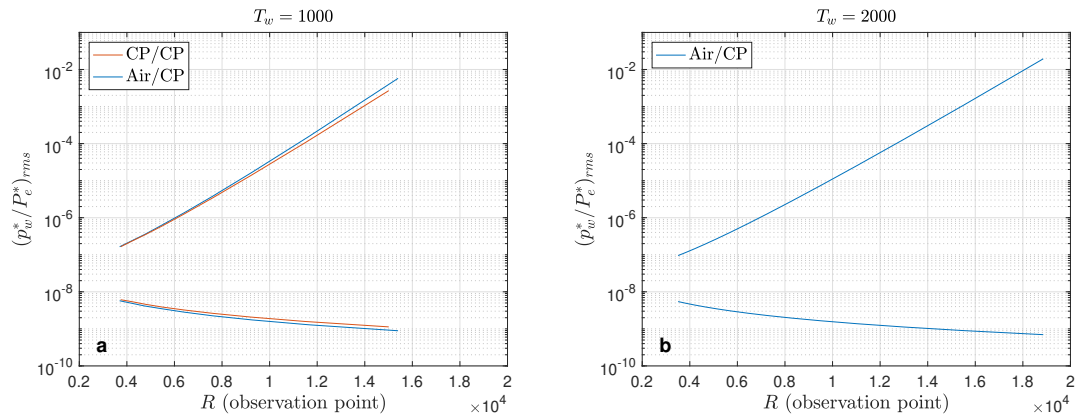 T_w = 1000
CP/CP
Air/CP
10^-2
10^-4
10^-6
10^-8
10^-10
(p_w^*/P_e^*)_rms
a
0.2 0.4 0.6 0.8 1 1.2 1.4 1.6 1.8 2
R (observation point)
×10^4
T_w = 2000
Air/CP
10^-2
10^-4
10^-6
10^-8
10^-10
(p_w^*/P_e^*)_rms
b
0.2 0.4 0.6 0.8 1 1.2 1.4 1.6 1.8 2
R (observation point)
×10^4